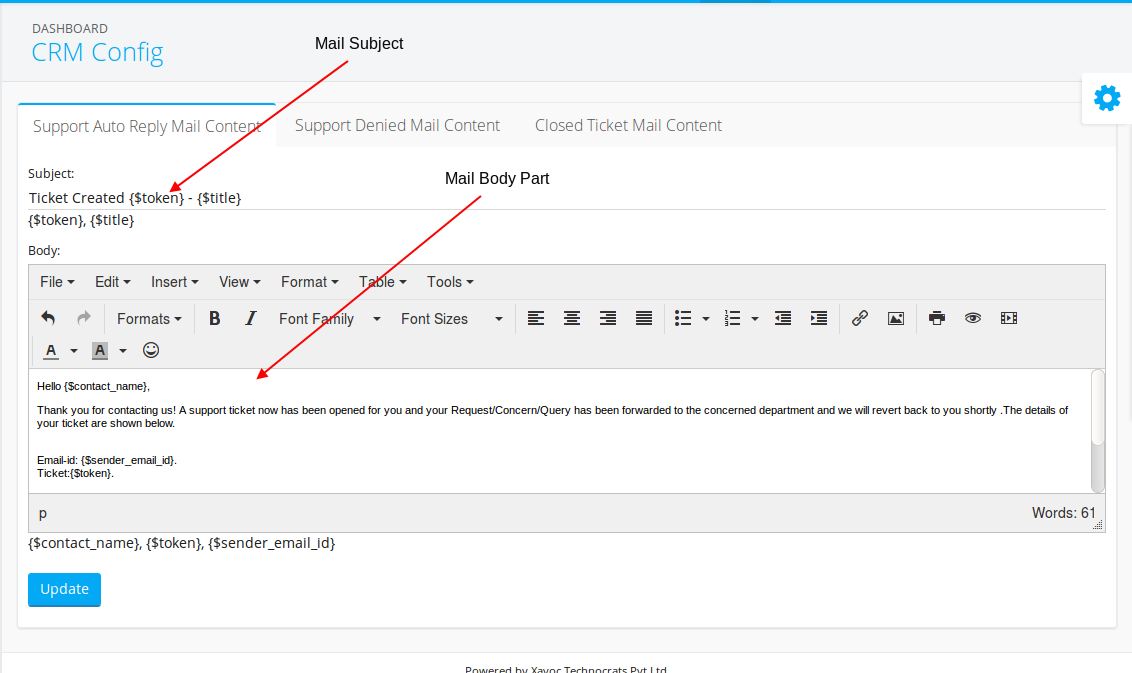 DASHBOARD
CRM Config
Mail Subject
Support Auto Reply Mail Content
Support Denied Mail Content
Closed Ticket Mail Content
Subject:
Mail Body Part
Ticket Created {$token} - {$title}
{$token}, {$title}
Body:
File Edit Insert View Format Table Tools
Formats B I Font Family Font Sizes
A A
Hello {$contact_name},
Thank you for contacting us! A support ticket now has been opened for you and your Request/Concern/Query has been forwarded to the concerned department and we will revert back to you shortly .The details of
your ticket are shown below.
Email-id: {$sender_email_id}.
Ticket:{$token}.
p
Words: 61
{$contact_name}, {$token}, {$sender_email_id}
Update
Powered by Xavoc Technocrats Pvt Ltd